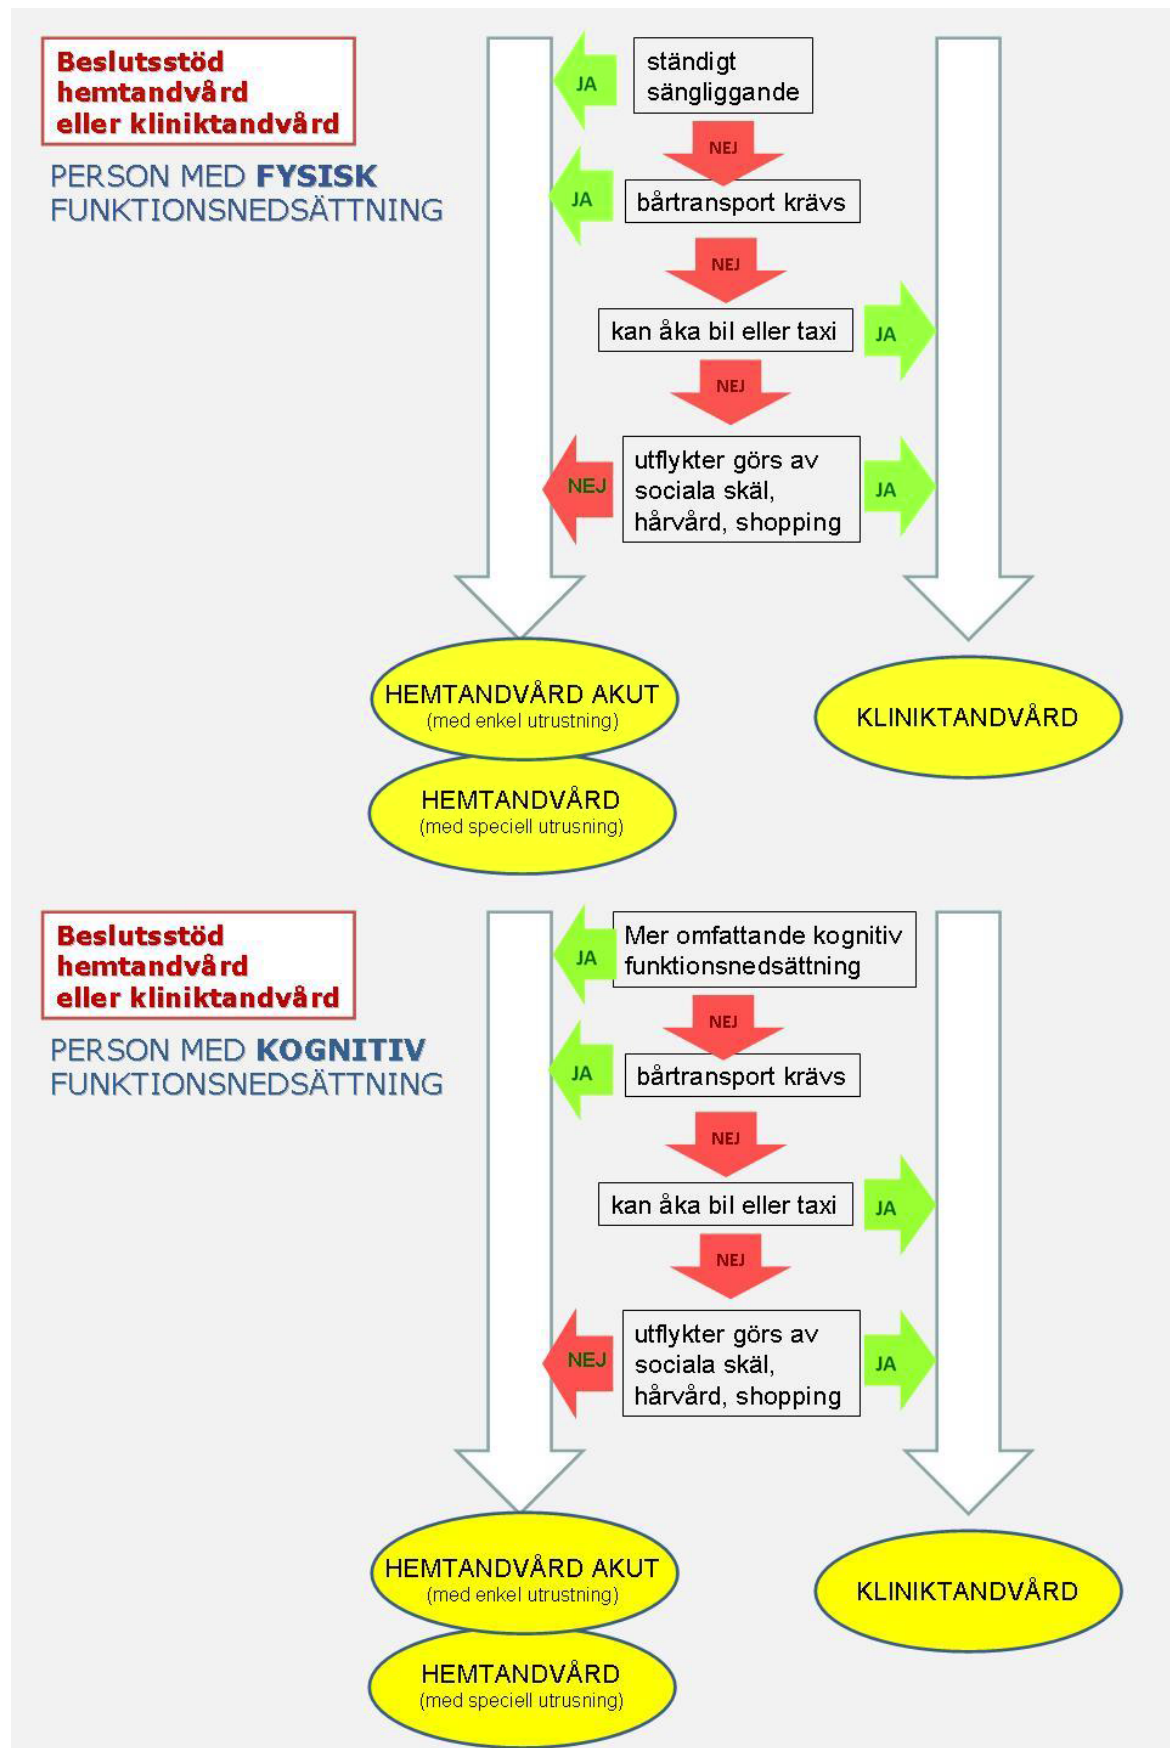 Beslutsstöd
hemtandvård
eller kliniktandvård
PERSON MED FYSISK
FUNKTIONSNEDSÄTTNING
ständigt
sängliggande
JA
NEJ
bårtransport krävs
JA
NEJ
kan åka bil eller taxi
JA
NEJ
utflykter görs av
sociala skäl,
hårvård, shopping
NEJ
JA
HEMTANDVÅRD AKUT
(med enkel utrustning)
HEMTANDVÅRD
(med speciell utrusning)
KLINIKTANDVÅRD
Beslutsstöd
hemtandvård
eller kliniktandvård
PERSON MED KOGNITIV
FUNKTIONSNEDSÄTTNING
Mer omfattande kognitiv
funktionsnedsättning
JA
NEJ
bårtransport krävs
JA
NEJ
kan åka bil eller taxi
JA
NEJ
utflykter görs av
sociala skäl,
hårvård, shopping
NEJ
JA
HEMTANDVÅRD AKUT
(med enkel utrustning)
HEMTANDVÅRD
(med speciell utrusning)
KLINIKTANDVÅRD